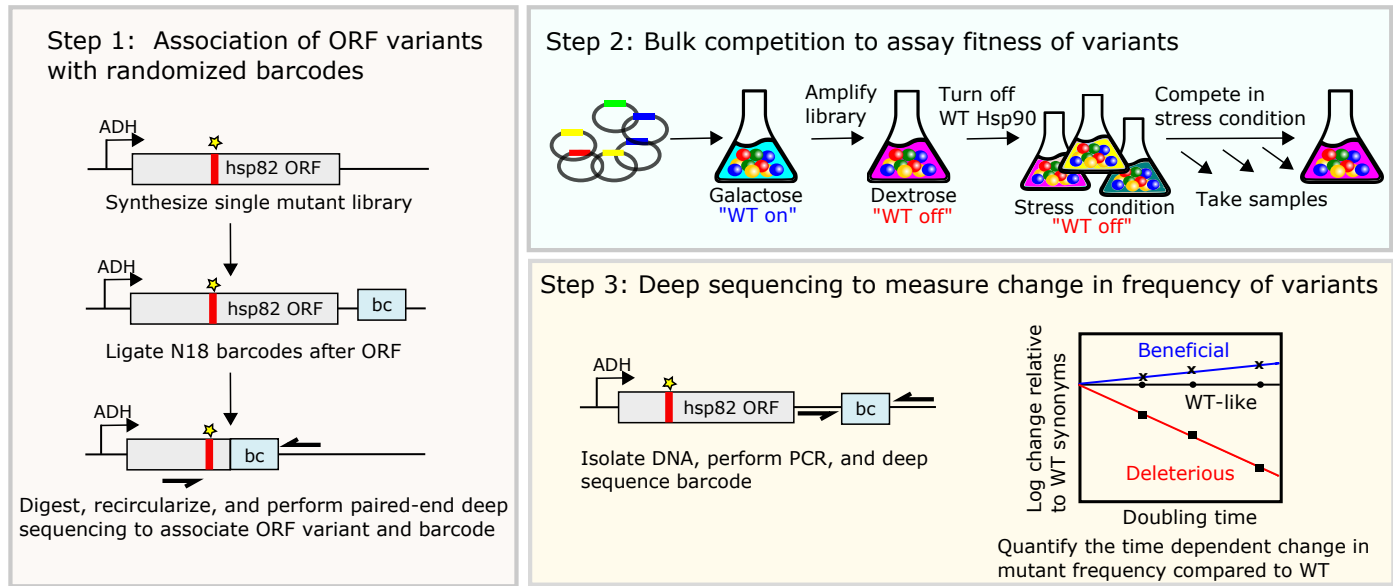 Step 1: Association of ORF variants
with randomized barcodes
ADH
hsp82 ORF
Synthesize single mutant library
ADH
hsp82 ORF
bc
Ligate N18 barcodes after ORF
ADH
bc
Digest, recircularize, and perform paired-end deep
sequencing to associate ORF variant and barcode
Step 2: Bulk competition to assay fitness of variants
Amplify
library
Turn off
WT Hsp90
Compete in
stress condition
Galactose
"WT on"
Dextrose
"WT off"
Stress condition
"WT off"
Take samples
Step 3: Deep sequencing to measure change in frequency of variants
ADH
hsp82 ORF
bc
Isolate DNA, perform PCR, and deep
sequence barcode
Log change relative
to WT synonyms
Beneficial
WT-like
Deleterious
Doubling time
Quantify the time dependent change in
mutant frequency compared to WT